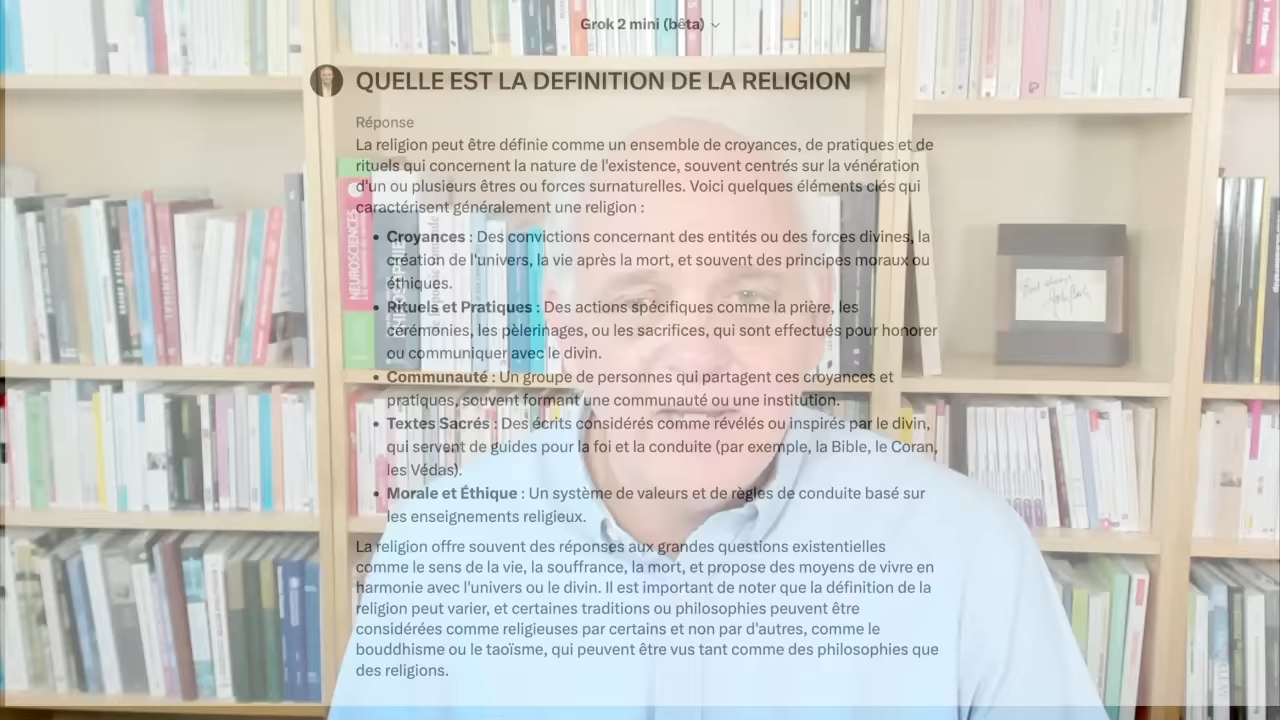 Grok 2 mini (bêta)
QUELLE EST LA DEFINITION DE LA RELIGION
Réponse
La religion peut être définie comme un ensemble de croyances, de pratiques et de
rituels qui concernent la nature de l'existence, souvent centrés sur la vénération
d'un ou plusieurs êtres ou forces surnaturelles. Voici quelques éléments clés qui
caractérisent généralement une religion :
• Croyances : Des convictions concernant des entités ou des forces divines, la
création de l'univers, la vie après la mort, et souvent des principes moraux ou
éthiques.
• Rituels et Pratiques : Des actions spécifiques comme la prière, les
cérémonies, les pèlerinages, ou les sacrifices, qui sont effectués pour honorer
ou communiquer avec le divin.
• Communauté : Un groupe de personnes qui partagent ces croyances et
pratiques, souvent formant une communauté ou une institution.
• Textes Sacrés : Des écrits considérés comme révélés ou inspirés par le divin,
qui servent de guides pour la foi et la conduite (par exemple, la Bible, le Coran,
les Védas).
• Morale et Éthique : Un système de valeurs et de règles de conduite basé sur
les enseignements religieux.
La religion offre souvent des réponses aux grandes questions existentielles
comme le sens de la vie, la souffrance, la mort, et propose des moyens de vivre en
harmonie avec l'univers ou le divin. Il est important de noter que la définition de la
religion peut varier, et certaines traditions ou philosophies peuvent être
considérées comme religieuses par certains et non par d'autres, comme le
bouddhisme ou le taoïsme, qui peuvent être vus tant comme des philosophies que
des religions.
NEUROSCIENCES